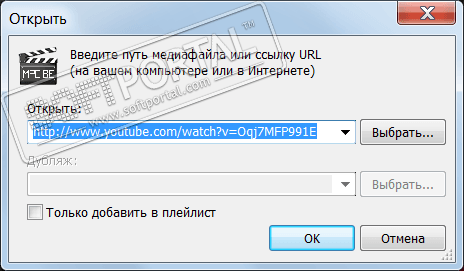 Открыть
Введите путь медиафайла или ссылку URL
(на вашем компьютере или в Интернете)
MPC BE
SOFTPORTAL
TM
www.softportal.com
Открыть:
http://www.youtube.com/watch?v=Oqj7MFP991E
Выбрать...
Дубляж:
Выбрать...
Только добавить в плейлист
OK
Отмена